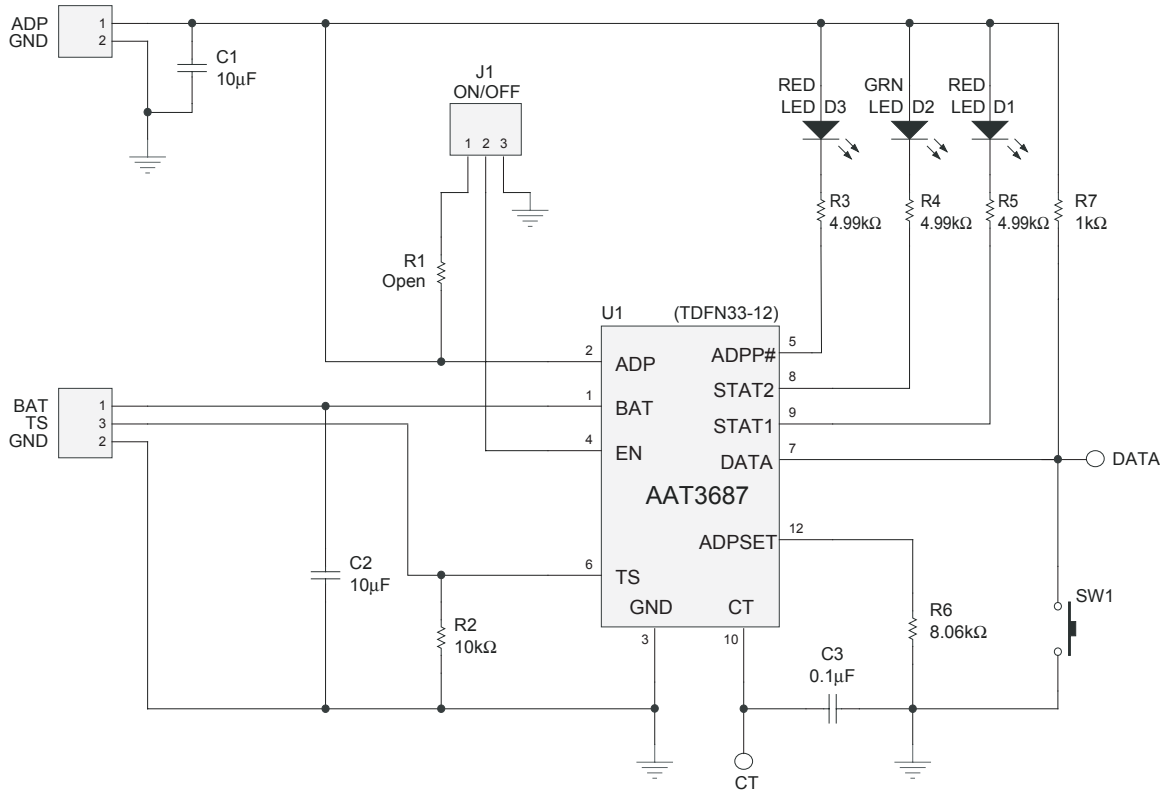 ADP 1
GND 2
C1
10µF
J1
ON/OFF
1 2 3
RED
LED D3
GRN
LED D2
RED
LED D1
R3
4.99kΩ
R4
4.99kΩ
R5
4.99kΩ
R7
1kΩ
R1
Open
U1 (TDFN33-12)
5
ADPP#
2
ADP
8
STAT2
1
BAT
9
STAT1
4
EN
7
DATA
DATA
AAT3687
BAT 1
TS 3
GND 2
12
ADPSET
C2
10µF
6
TS
GND
CT
3
10
R2
10kΩ
R6
8.06kΩ
SW1
C3
0.1µF
CT